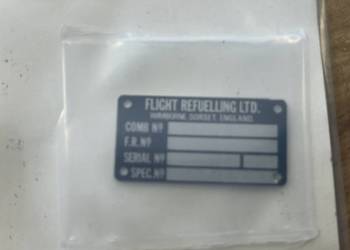 FLIGHT REFUELLING LTD.
WIMBORNE, DORSET, ENGLAND
COMB Nº
F.R.Nº
SERIAL Nº
SPEC.Nº